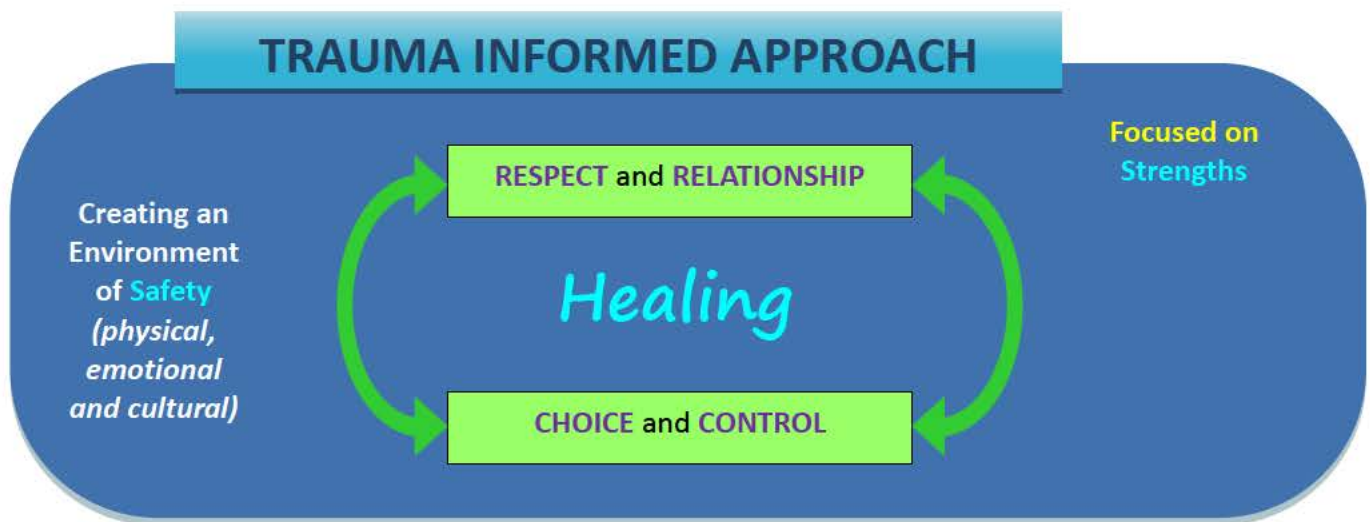 TRAUMA INFORMED APPROACH
Creating an
Environment
of Safety
(physical,
emotional
and cultural)
RESPECT and RELATIONSHIP
Healing
CHOICE and CONTROL
Focused on
Strengths